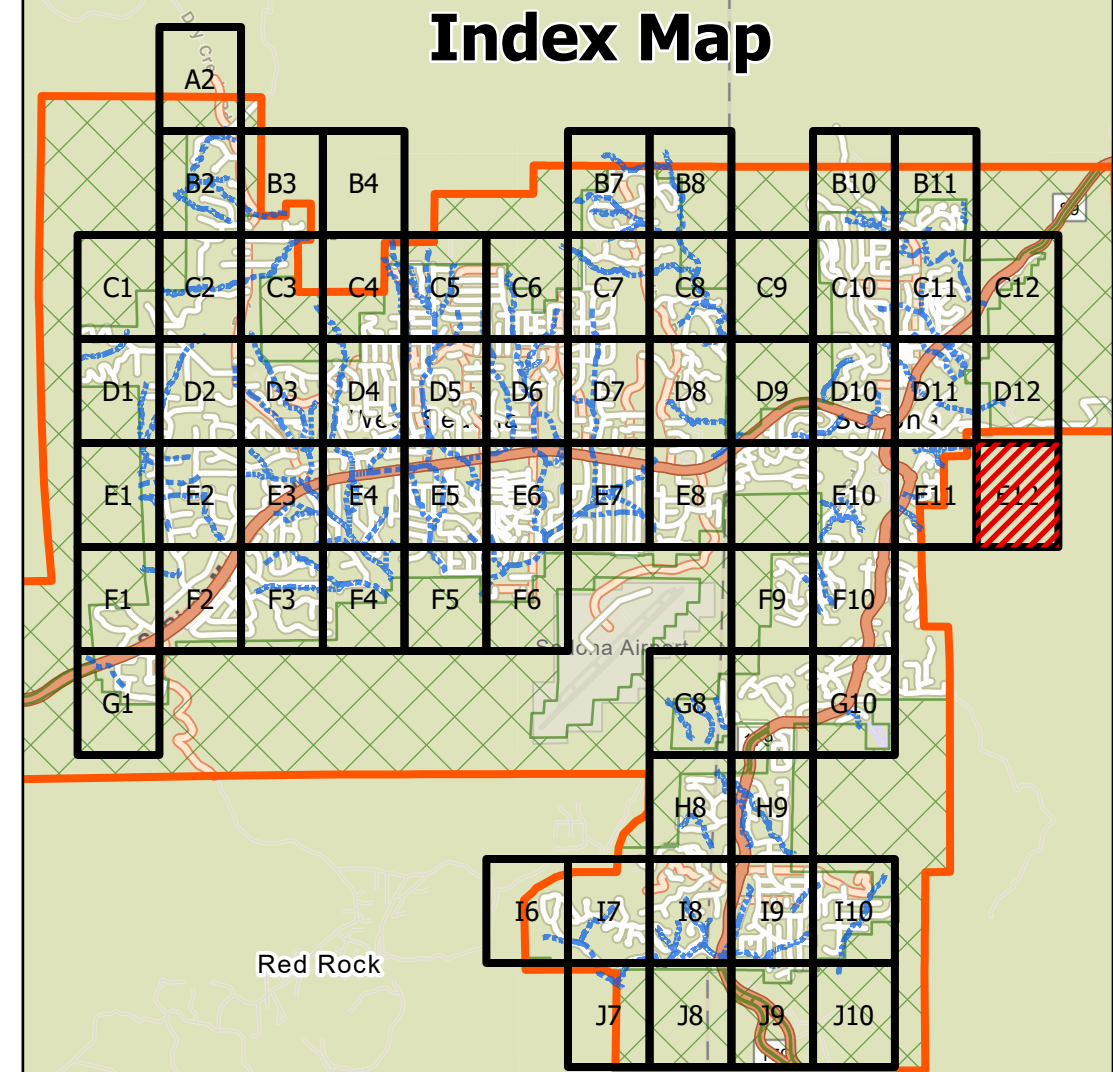 Index Map
A2
B2 B3 B4 B7 B8 B10 B11
C1 C2 C3 C4 C5 C6 C7 C8 C9 C10 C11 C12
D1 D2 D3 D4 D5 D6 D7 D8 D9 D10 D11 D12
E1 E2 E3 E4 E5 E6 E7 E8 E10 E11 E12
F1 F2 F3 F4 F5 F6 F9 F10
Sedona Airport
G1 G8 G10
H8 H9
I6 I7 I8 I9 I10
Red Rock
J7 J8 J9 J10